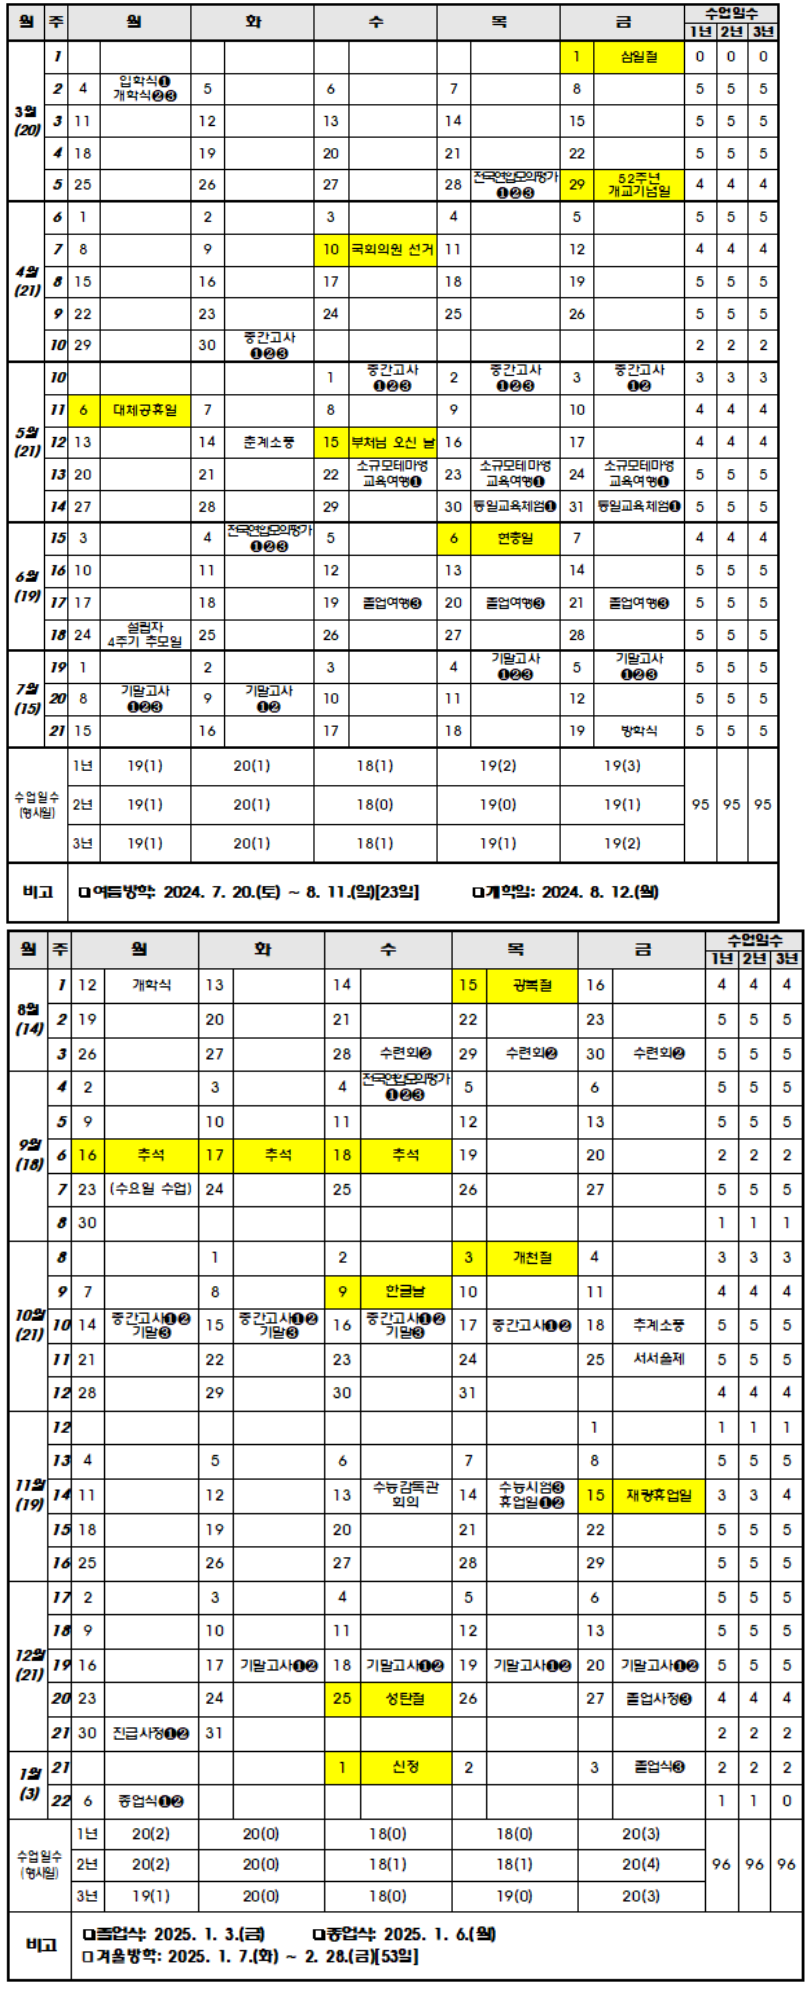 월 주 월 화 수 목 금 수업일수
1년 2년 3년
3월
(20)
1 1 삼일절 0 0 0
2 4 입학식❶
개학식❷❸ 5 6 7 8 5 5 5
3 11 12 13 14 15 5 5 5
4 18 19 20 21 22 5 5 5
5 25 26 27 28 전국연합모의평가
❶❷❸ 29 52주년
개교기념일 4 4 4
4월
(21)
6 1 2 3 4 5 5 5 5
7 8 9 10 국회의원 선거 11 12 4 4 4
8 15 16 17 18 19 5 5 5
9 22 23 24 25 26 5 5 5
10 29 30 중간고사
❶❷❸ 2 2 2
5월
(21)
10 1 중간고사
❶❷❸ 2 중간고사
❶❷❸ 3 중간고사
❶❷ 3 3 3
11 6 대체공휴일 7 8 9 10 4 4 4
12 13 14 춘계소풍 15 부처님 오신 날 16 17 4 4 4
13 20 21 22 소규모테마형
교육여행❶ 23 소규모테마형
교육여행❶ 24 소규모테마형
교육여행❶ 5 5 5
14 27 28 29 30 통일교육체험❶ 31 통일교육체험❶ 5 5 5
6월
(19)
15 3 4 전국연합모의평가
❶❷❸ 5 6 현충일 7 4 4 4
16 10 11 12 13 14 5 5 5
17 17 18 19 졸업여행❸ 20 졸업여행❸ 21 졸업여행❸ 5 5 5
18 24 설립자
4주기 추모일 25 26 27 28 5 5 5
7월
(15)
19 1 2 3 4 기말고사
❶❷❸ 5 기말고사
❶❷❸ 5 5 5
20 8 기말고사
❶❷❸ 9 기말고사
❶❷ 10 11 12 5 5 5
21 15 16 17 18 19 방학식 5 5 5
수업일수
(행사일)
1년 19(1) 20(1) 18(1) 19(2) 19(3)
2년 19(1) 20(1) 18(0) 19(0) 19(1) 95 95 95
3년 19(1) 20(1) 18(1) 19(1) 19(2)
비고 □여름방학: 2024. 7. 20.(토) ~ 8. 11.(일)[23일] □개학일: 2024. 8. 12.(월)
월 주 월 화 수 목 금 수업일수
1년 2년 3년
8월
(14)
1 12 개학식 13 14 15 광복절 16 4 4 4
2 19 20 21 22 23 5 5 5
3 26 27 28 수련회❷ 29 수련회❷ 30 수련회❷ 5 5 5
9월
(18)
4 2 3 4 전국연합모의평가
❶❷❸ 5 6 5 5 5
5 9 10 11 12 13 5 5 5
6 16 추석 17 추석 18 추석 19 20 2 2 2
7 23 (수요일 수업) 24 25 26 27 5 5 5
8 30 1 1 1
10월
(21)
8 1 2 3 개천절 4 3 3 3
9 7 8 9 한글날 10 11 4 4 4
10 14 중간고사❶❷
기말❸ 15 중간고사❶❷
기말❸ 16 중간고사❶❷
기말❸ 17 중간고사❶❷ 18 추계소풍 5 5 5
11 21 22 23 24 25 서서울제 5 5 5
12 28 29 30 31 4 4 4
11월
(19)
12 1 1 1 1
13 4 5 6 7 8 5 5 5
14 11 12 13 수능감독관
회의 14 수능시험❸
휴업일❶❷ 15 재량휴업일 3 3 4
15 18 19 20 21 22 5 5 5
16 25 26 27 28 29 5 5 5
12월
(21)
17 2 3 4 5 6 5 5 5
18 9 10 11 12 13 5 5 5
19 16 17 기말고사❶❷ 18 기말고사❶❷ 19 기말고사❶❷ 20 기말고사❶❷ 5 5 5
20 23 24 25 성탄절 26 27 졸업사정❸ 4 4 4
21 30 진급사정❶❷ 31 2 2 2
1월
(3)
21 1 신정 2 3 졸업식❸ 2 2 2
22 6 종업식❶❷ 1 1 0
수업일수
(행사일)
1년 20(2) 20(0) 18(0) 18(0) 20(3)
2년 20(2) 20(0) 18(1) 18(1) 20(4) 96 96 96
3년 19(1) 20(0) 18(0) 19(0) 20(3)
비고 □졸업식: 2025. 1. 3.(금) □종업식: 2025. 1. 6.(월)
□겨울방학: 2025. 1. 7.(화) ~ 2. 28.(금)[53일]